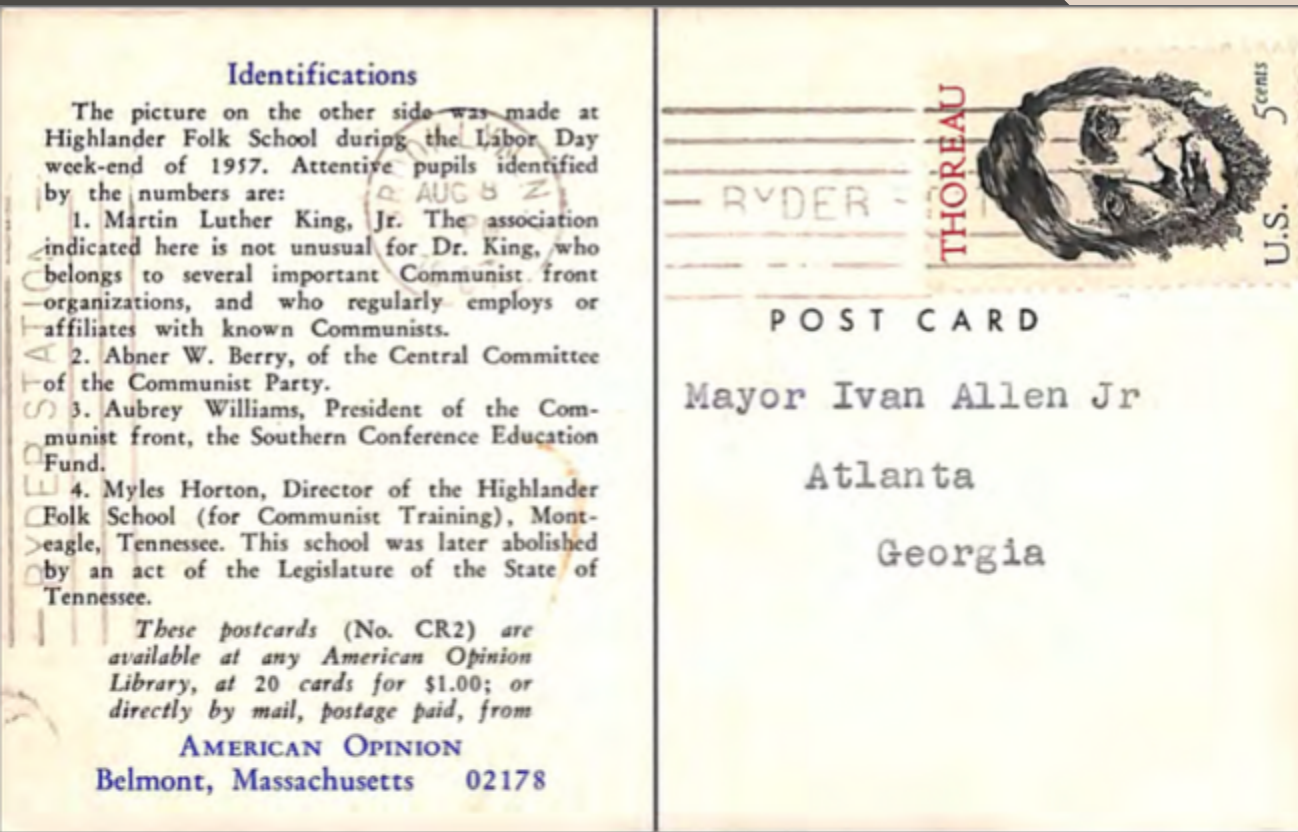 Identifications
The picture on the other side was made at
Highlander Folk School during the Labor Day
week-end of 1957. Attentive pupils identified
by the numbers are:
1. Martin Luther King, Jr. The association
indicated here is not unusual for Dr. King, who
belongs to several important Communist front
organizations, and who regularly employs or
affiliates with known Communists.
2. Abner W. Berry, of the Central Committee
of the Communist Party.
3. Aubrey Williams, President of the Com-
munist front, the Southern Conference Education
Fund.
4. Myles Horton, Director of the Highlander
Folk School (for Communist Training), Mont-
eagle, Tennessee. This school was later abolished
by an act of the Legislature of the State of
Tennessee.
These postcards (No. CR2) are
available at any American Opinion
Library, at 20 cards for $1.00; or
directly by mail, postage paid, from
AMERICAN OPINION
Belmont, Massachusetts 02178
RYDER STATION
AUG 8
RYDER
THOREAU
U.S. 5 cents
POST CARD
Mayor Ivan Allen Jr
Atlanta
Georgia